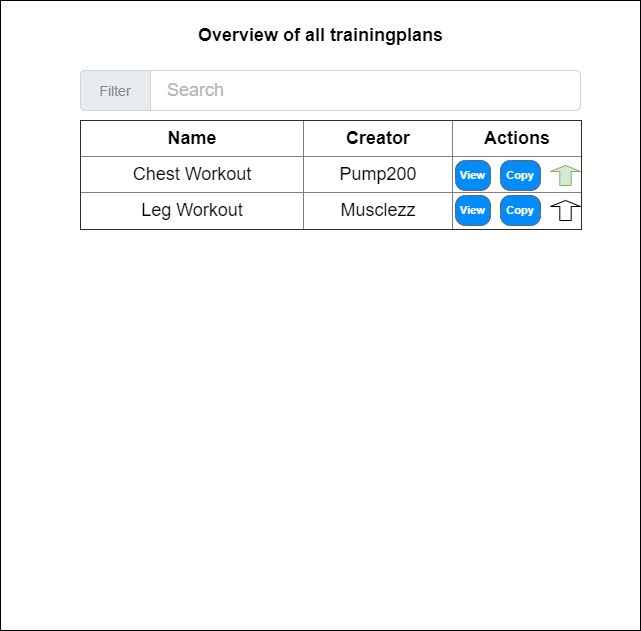 Overview of all trainingplans
Filter Search
Name Creator Actions
Chest Workout Pump200 View Copy
Leg Workout Musclezz View Copy